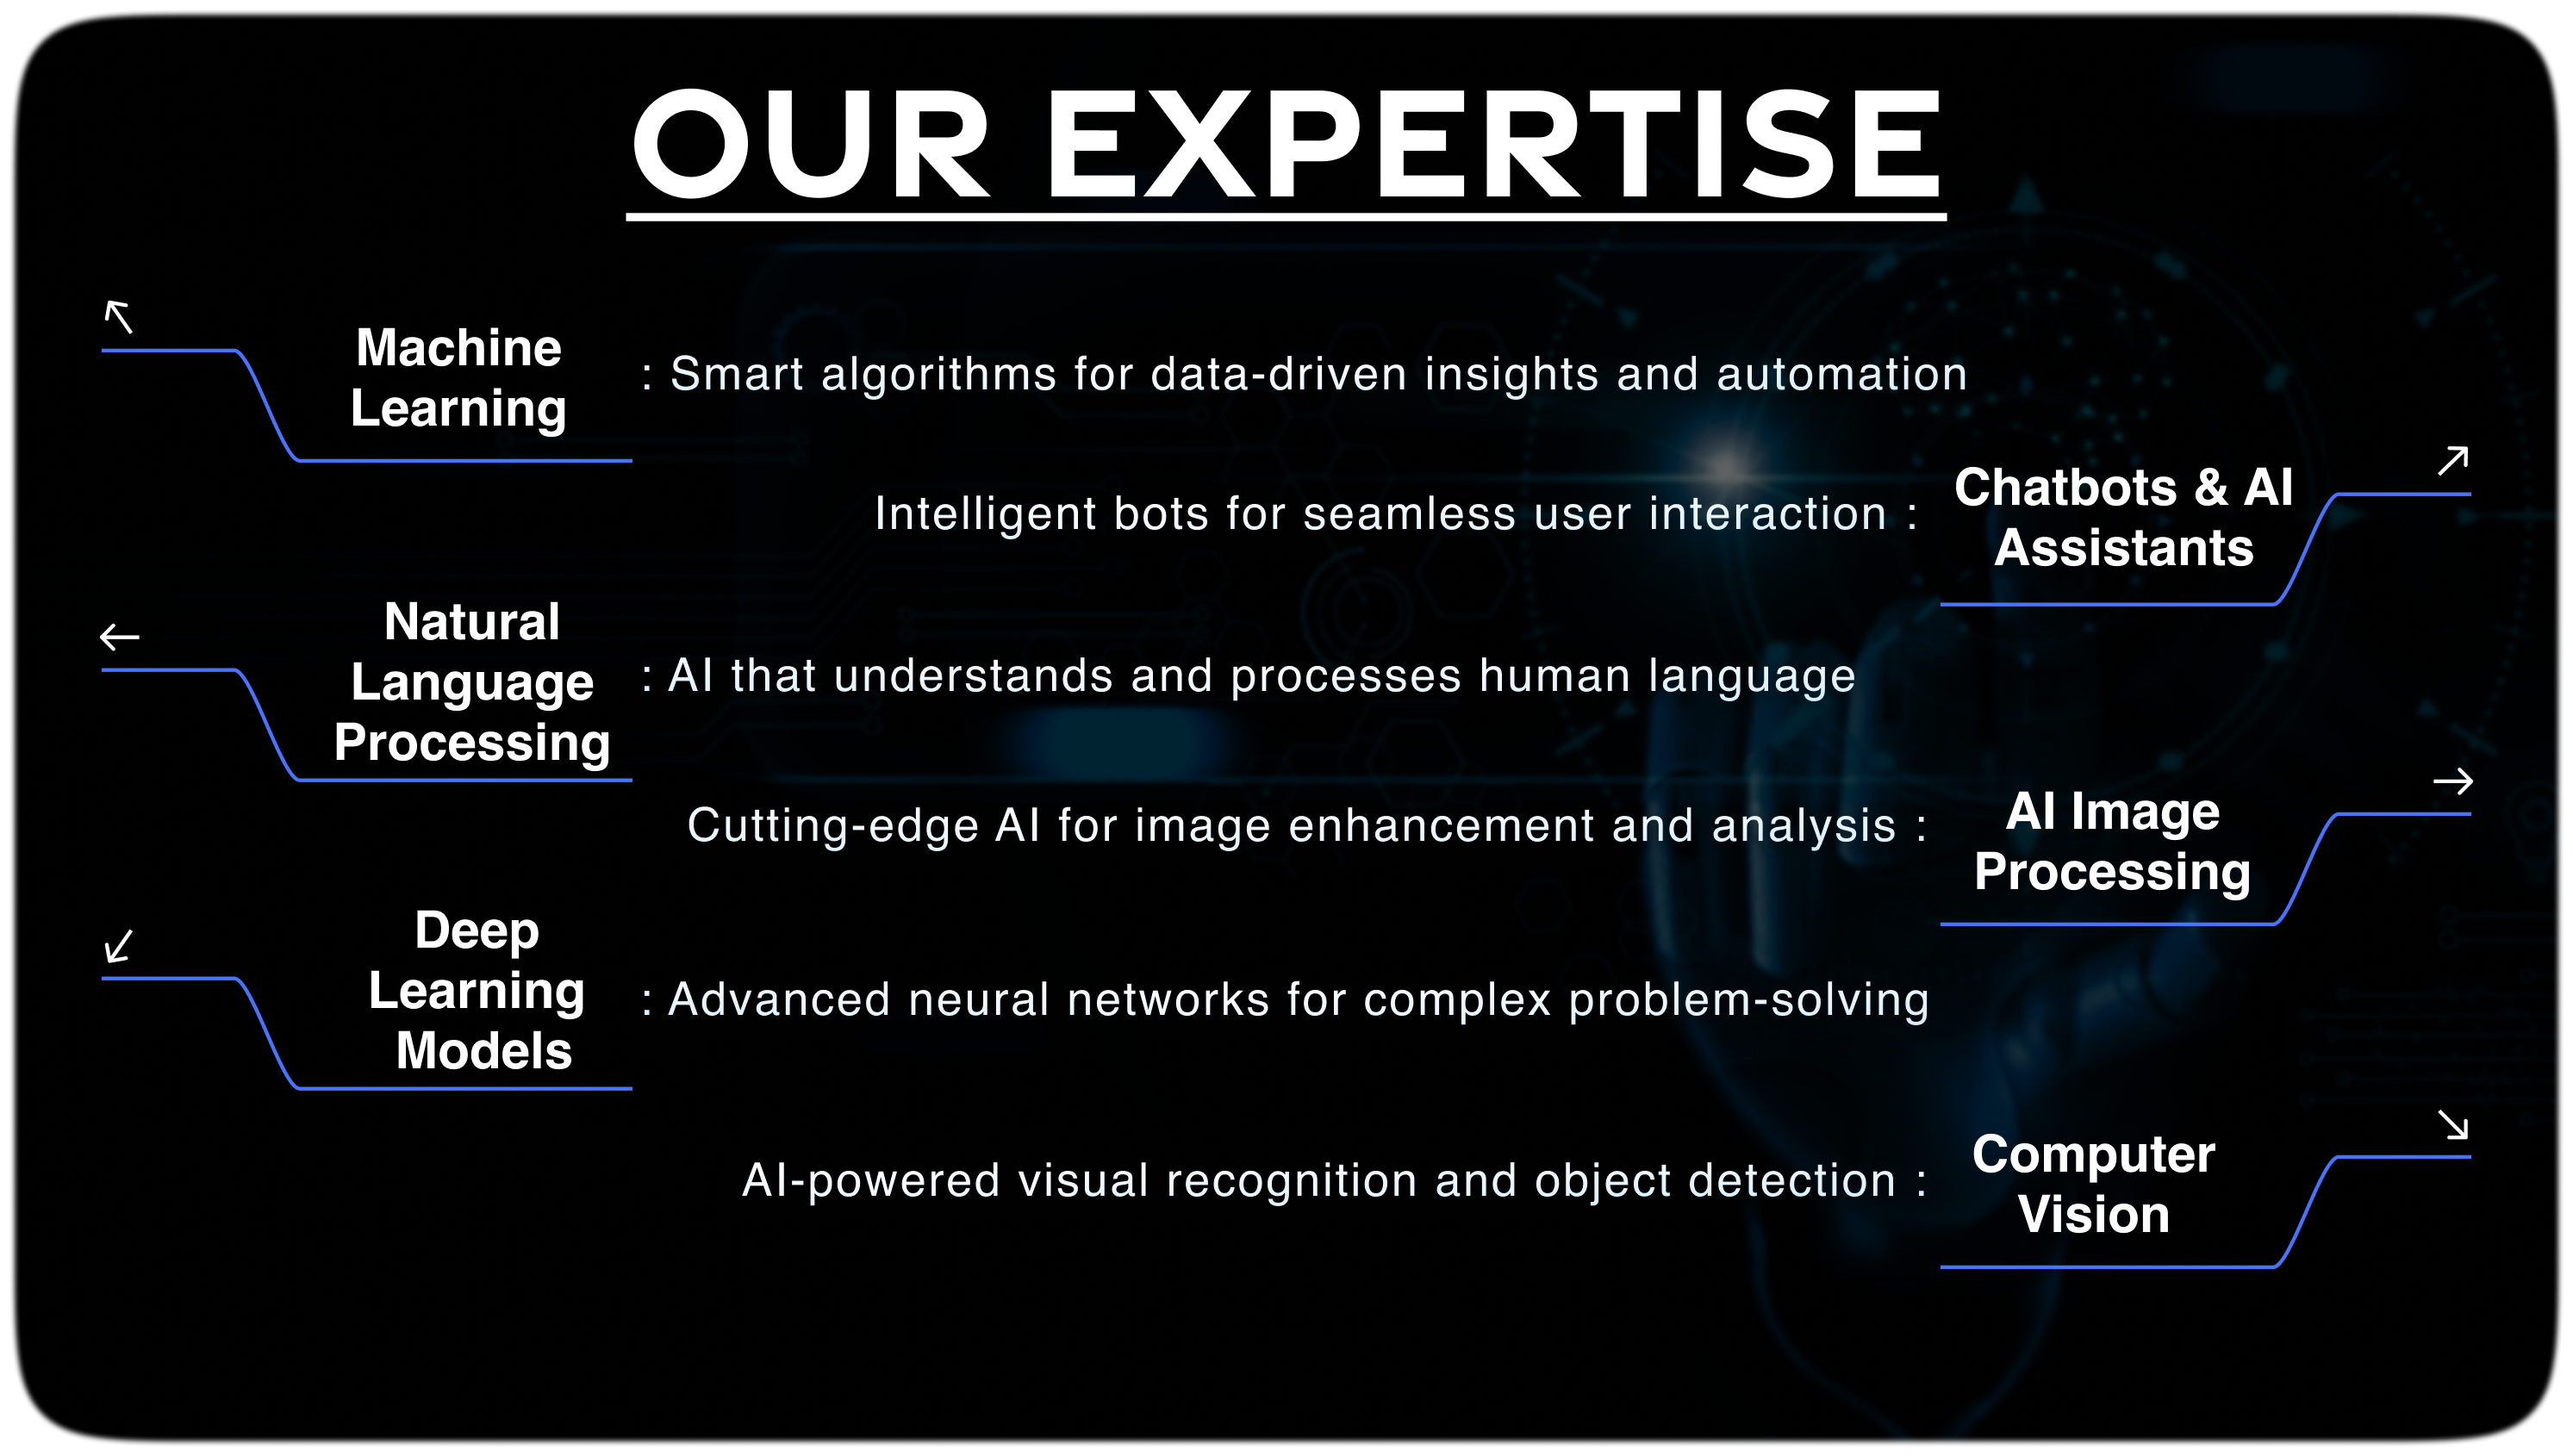 OUR EXPERTISE
Machine
Learning
: Smart algorithms for data-driven insights and automation
Intelligent bots for seamless user interaction :
Chatbots & AI
Assistants
Natural
Language
Processing
: AI that understands and processes human language
Cutting-edge AI for image enhancement and analysis :
AI Image
Processing
Deep
Learning
Models
: Advanced neural networks for complex problem-solving
AI-powered visual recognition and object detection :
Computer
Vision